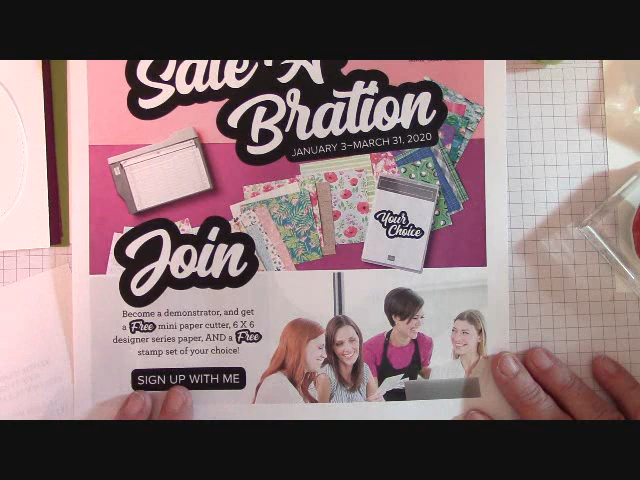 Sale-A-
Bration
JANUARY 3–MARCH 31, 2020
Your
Choice
Join
Become a demonstrator, and get
a Free mini paper cutter, 6 X 6
designer series paper, AND a Free
stamp set of your choice!
SIGN UP WITH ME